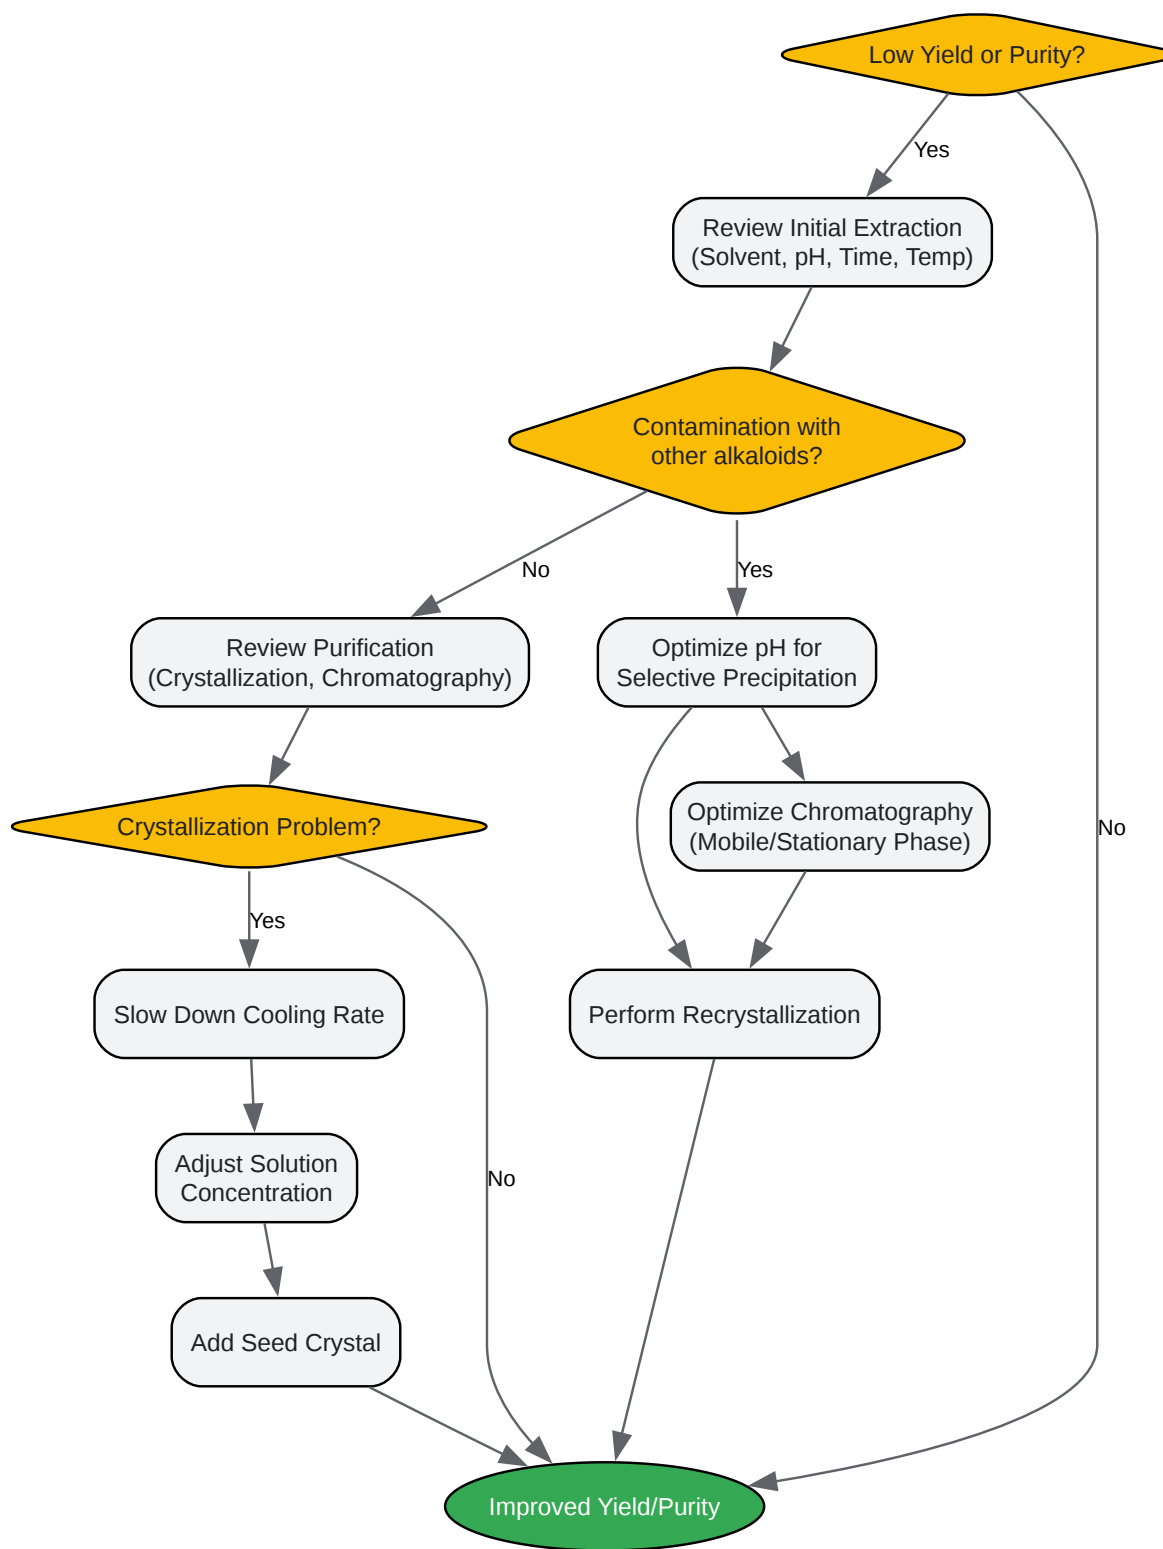 Low Yield or Purity?
Yes
Review Initial Extraction
(Solvent, pH, Time, Temp)
Contamination with
other alkaloids?
No
Yes
Review Purification
(Crystallization, Chromatography)
Optimize pH for
Selective Precipitation
Crystallization Problem?
Optimize Chromatography
(Mobile/Stationary Phase)
No
Yes
Slow Down Cooling Rate
Perform Recrystallization
Adjust Solution
Concentration
No
Add Seed Crystal
Improved Yield/Purity